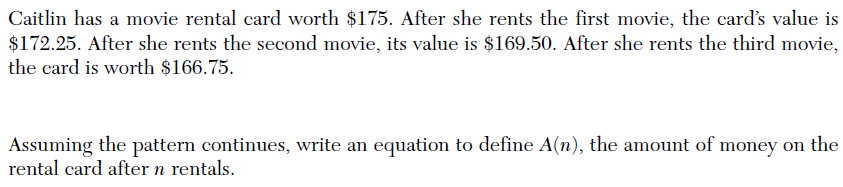 Caitlin has a movie rental card worth $175. After she rents the first movie, the card’s value is
$172.25. After she rents the second movie, its value is $169.50. After she rents the third movie,
the card is worth $166.75.
Assuming the pattern continues, write an equation to define A(n), the amount of money on the
rental card after n rentals.